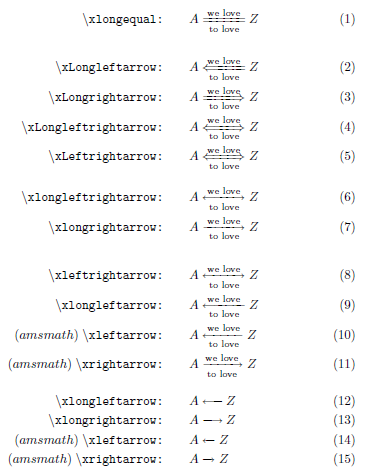 we love
\xlongequal: A ═══ Z (1)
to love
we love
\xLongleftarrow: A ⟸ Z (2)
to love
we love
\xLongrightarrow: A ⟹ Z (3)
to love
we love
\xLongleftrightarrow: A ⟺ Z (4)
to love
we love
\xLeftrightarrow: A ⟺ Z (5)
to love
we love
\xlongleftrightarrow: A ⟷ Z (6)
to love
we love
\xlongrightarrow: A ⟶ Z (7)
to love
we love
\xleftrightarrow: A ⟷ Z (8)
to love
we love
\xlongleftarrow: A ⟵ Z (9)
to love
we love
(amsmath) \xleftarrow: A ⟵ Z (10)
to love
we love
(amsmath) \xrightarrow: A ⟶ Z (11)
to love
\xlongleftarrow: A ⟵ Z (12)
\xlongrightarrow: A ⟶ Z (13)
(amsmath) \xleftarrow: A ← Z (14)
(amsmath) \xrightarrow: A → Z (15)